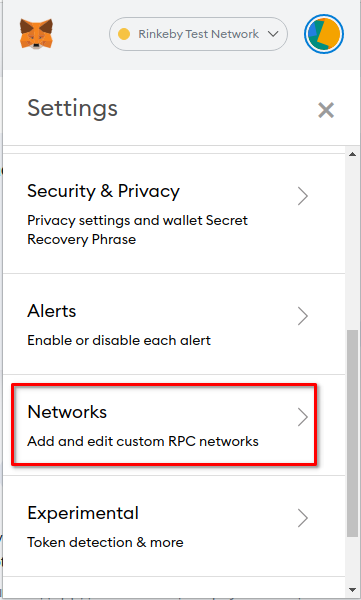 Rinkeby Test Network
Settings
Security & Privacy
Privacy settings and wallet Secret
Recovery Phrase
Alerts
Enable or disable each alert
Networks
Add and edit custom RPC networks
Experimental
Token detection & more